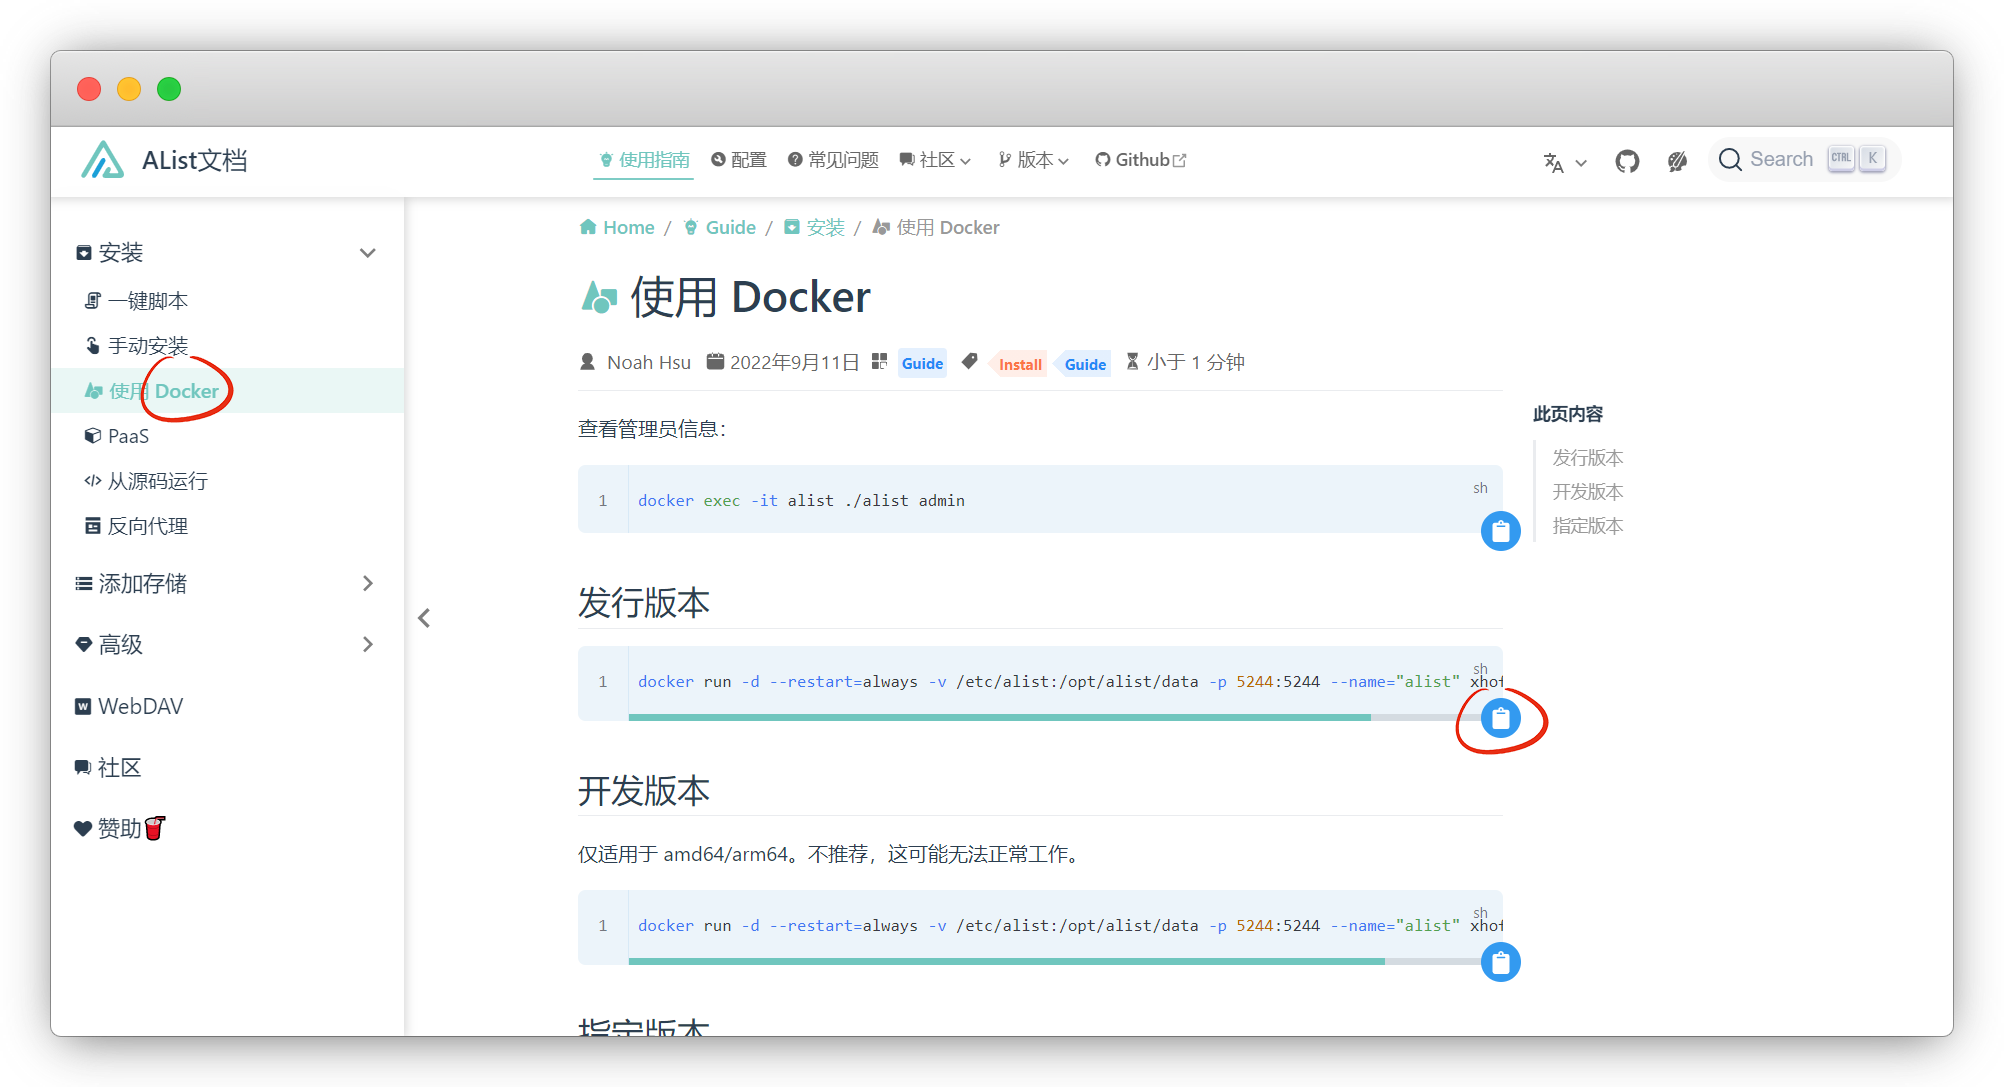 AList文档
使用指南 配置 常见问题 社区 版本 Github
Search CTRL K
安装
一键脚本
手动安装
使用 Docker
PaaS
从源码运行
反向代理
添加存储
高级
WebDAV
社区
赞助
Home / Guide / 安装 / 使用 Docker
使用 Docker
Noah Hsu 2022年9月11日 Guide Install Guide 小于 1 分钟
查看管理员信息：
sh
1 docker exec -it alist ./alist admin
发行版本
sh
1 docker run -d --restart=always -v /etc/alist:/opt/alist/data -p 5244:5244 --name="alist" xhof
开发版本
仅适用于 amd64/arm64。不推荐，这可能无法正常工作。
sh
1 docker run -d --restart=always -v /etc/alist:/opt/alist/data -p 5244:5244 --name="alist" xhof
指定版本
此页内容
发行版本
开发版本
指定版本